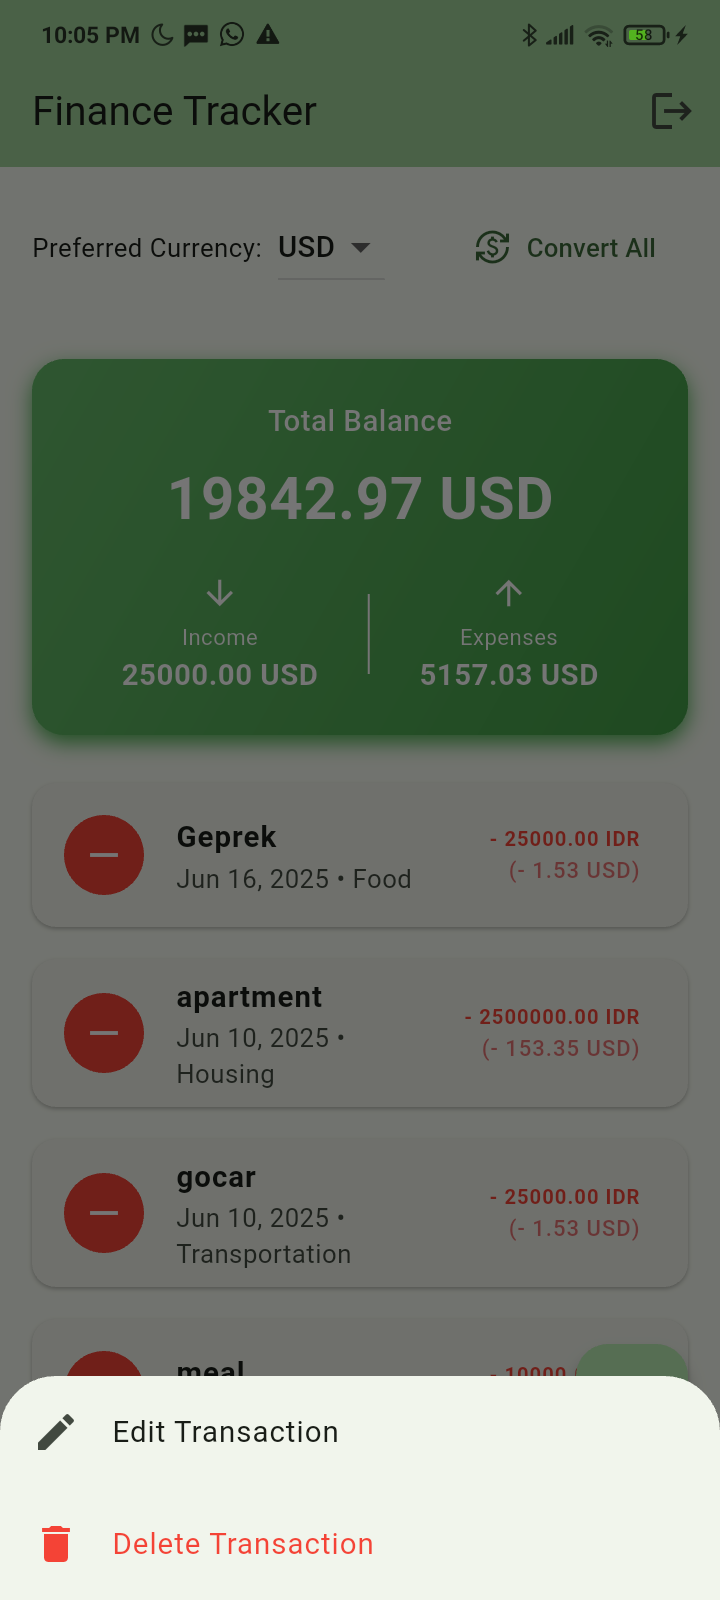 10:05 PM
58
Finance Tracker
Preferred Currency: USD
Convert All
Total Balance
19842.97 USD
Income
25000.00 USD
Expenses
5157.03 USD
Geprek
Jun 16, 2025 • Food
- 25000.00 IDR
(- 1.53 USD)
apartment
Jun 10, 2025 •
Housing
- 2500000.00 IDR
(- 153.35 USD)
gocar
Jun 10, 2025 •
Transportation
- 25000.00 IDR
(- 1.53 USD)
meal
Edit Transaction
Delete Transaction